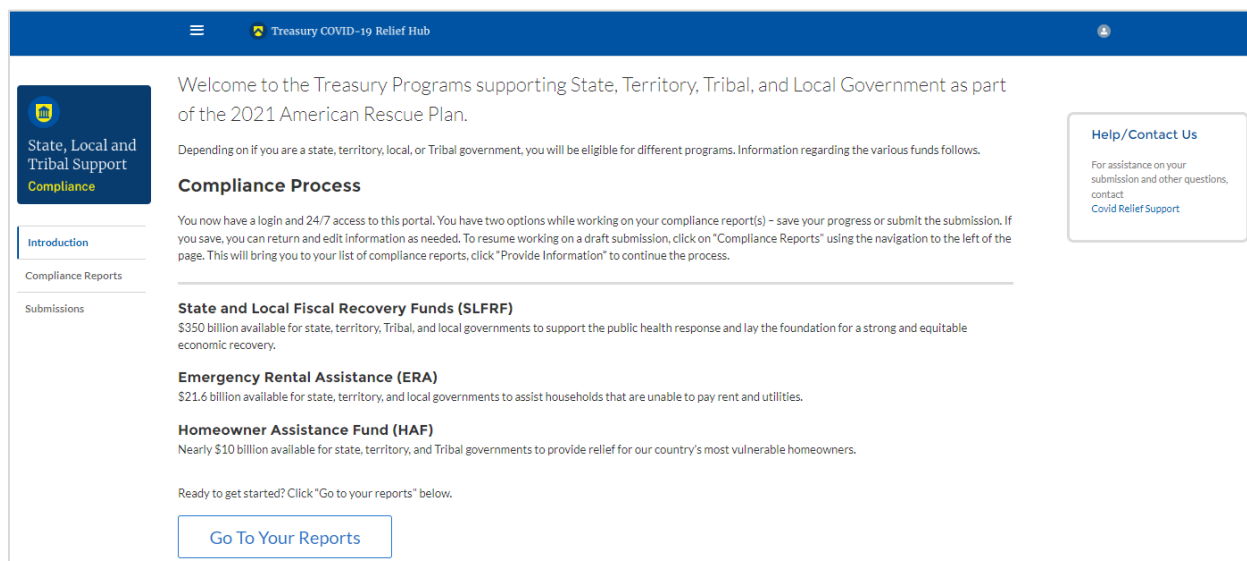 Treasury COVID-19 Relief Hub
State, Local and
Tribal Support
Compliance
Introduction
Compliance Reports
Submissions
Welcome to the Treasury Programs supporting State, Territory, Tribal, and Local Government as part
of the 2021 American Rescue Plan.
Depending on if you are a state, territory, local, or Tribal government, you will be eligible for different programs. Information regarding the various funds follows.
Compliance Process
You now have a login and 24/7 access to this portal. You have two options while working on your compliance report(s) – save your progress or submit the submission. If
you save, you can return and edit information as needed. To resume working on a draft submission, click on "Compliance Reports" using the navigation to the left of the
page. This will bring you to your list of compliance reports, click "Provide Information" to continue the process.
State and Local Fiscal Recovery Funds (SLFRF)
$350 billion available for state, territory, Tribal, and local governments to support the public health response and lay the foundation for a strong and equitable
economic recovery.
Emergency Rental Assistance (ERA)
$21.6 billion available for state, territory, and local governments to assist households that are unable to pay rent and utilities.
Homeowner Assistance Fund (HAF)
Nearly $10 billion available for state, territory, and Tribal governments to provide relief for our country's most vulnerable homeowners.
Ready to get started? Click "Go to your reports" below.
Go To Your Reports
Help/Contact Us
For assistance on your
submission and other questions,
contact
Covid Relief Support